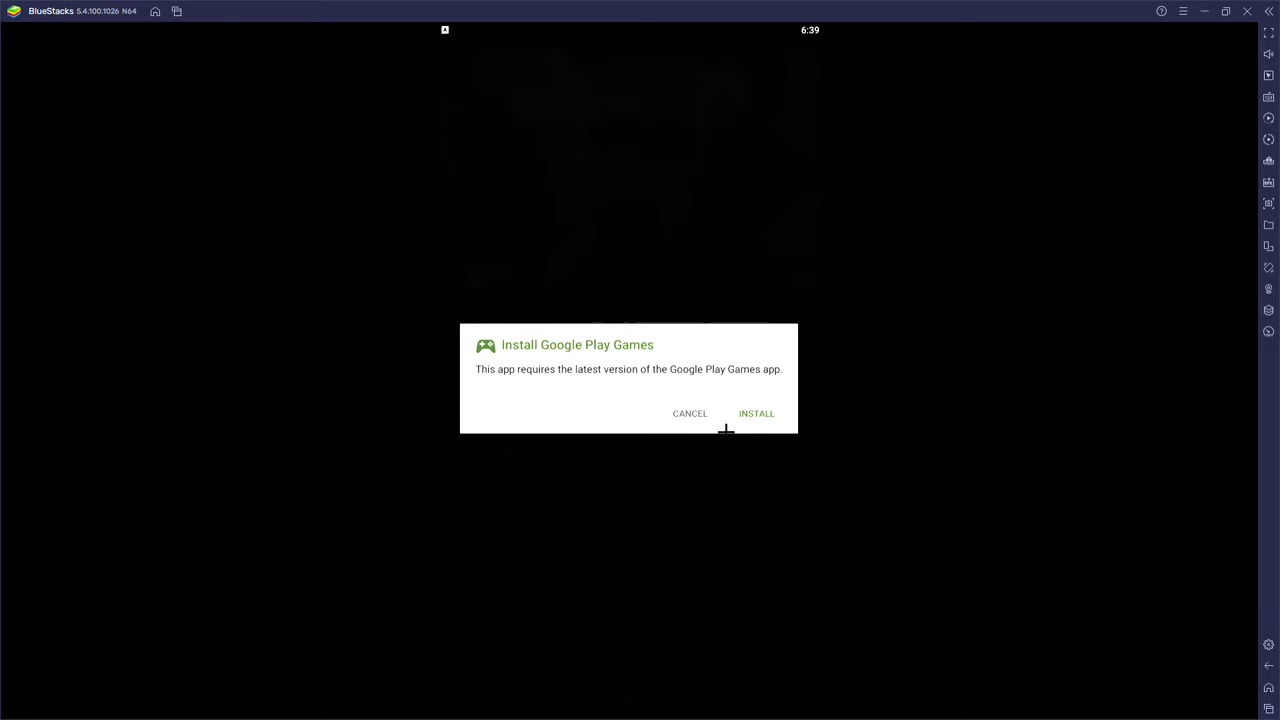 BlueStacks 5.4.100.1026 N64
6:39
Install Google Play Games
This app requires the latest version of the Google Play Games app.
CANCEL INSTALL